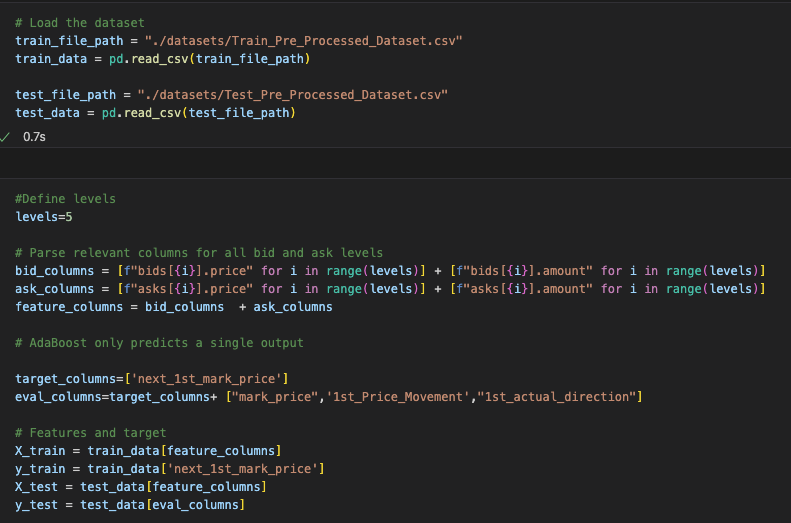 # Load the dataset
train_file_path = "./datasets/Train_Pre_Processed_Dataset.csv"
train_data = pd.read_csv(train_file_path)
test_file_path = "./datasets/Test_Pre_Processed_Dataset.csv"
test_data = pd.read_csv(test_file_path)
0.7s
#Define levels
levels=5
# Parse relevant columns for all bid and ask levels
bid_columns = [f"bids[{i}].price" for i in range(levels)] + [f"bids[{i}].amount" for i in range(levels)]
ask_columns = [f"asks[{i}].price" for i in range(levels)] + [f"asks[{i}].amount" for i in range(levels)]
feature_columns = bid_columns  + ask_columns
# AdaBoost only predicts a single output
target_columns=['next_1st_mark_price']
eval_columns=target_columns+ ["mark_price",'1st_Price_Movement',"1st_actual_direction"]
# Features and target
X_train = train_data[feature_columns]
y_train = train_data['next_1st_mark_price']
X_test = test_data[feature_columns]
y_test = test_data[eval_columns]